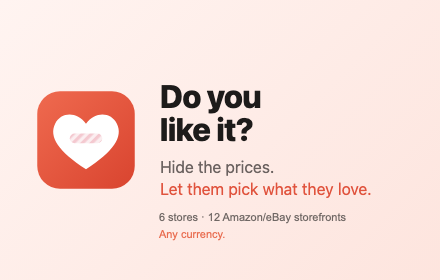 Do you
like it?
Hide the prices.
Let them pick what they love.
6 stores · 12 Amazon/eBay storefronts
Any currency.